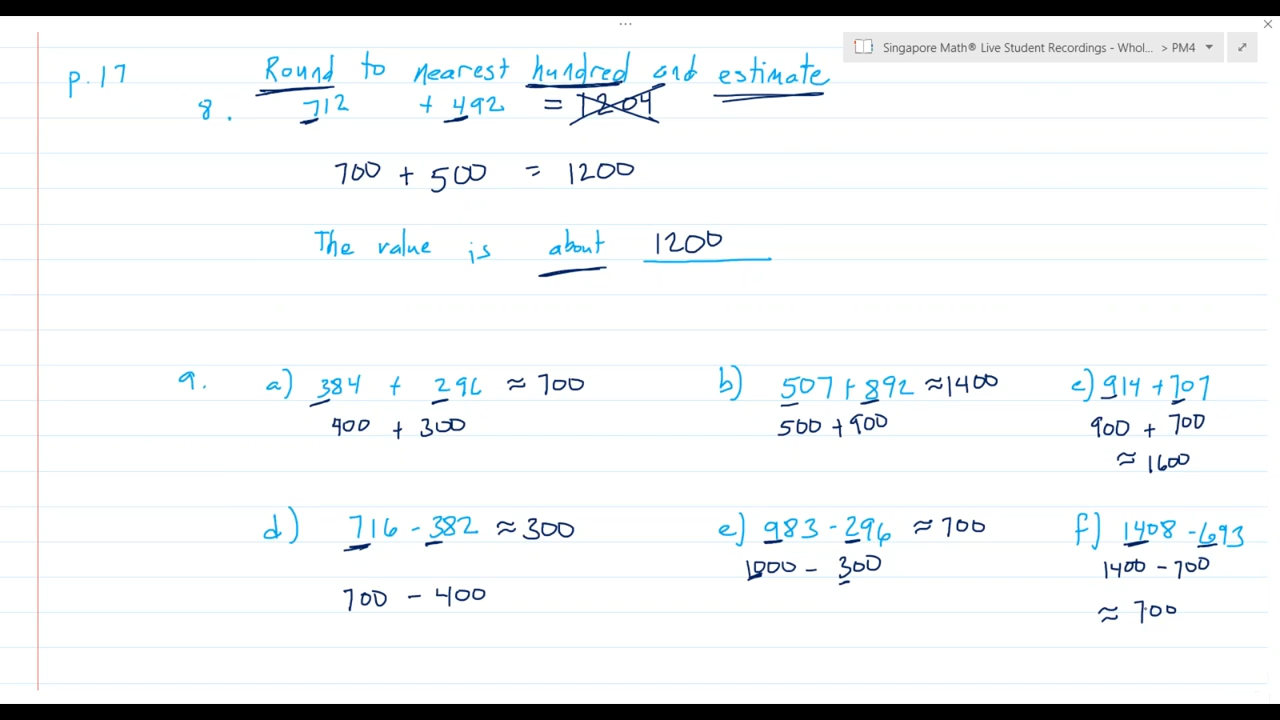 Singapore Math® Live Student Recordings - Whol... > PM4
p.17 Round to nearest hundred and estimate
8. 712 + 492 = 1204
700 + 500 = 1200
The value is about 1200
9. a) 384 + 296 ≈ 700 b) 507 + 892 ≈ 1400 c) 914 + 707
400 + 300 500 + 900 900 + 700
≈ 1600
d) 716 - 382 ≈ 300 e) 983 - 296 ≈ 700 f) 1408 - 693
700 - 400 1000 - 300 1400 - 700
≈ 700